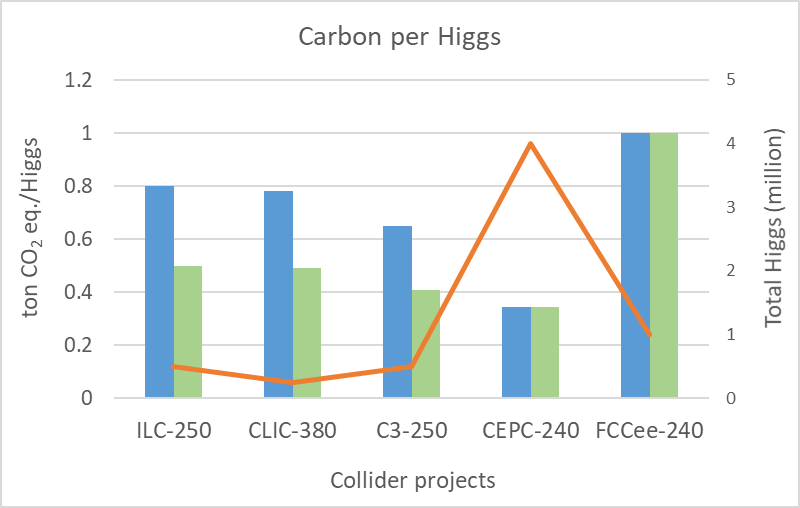 Carbon per Higgs
1.2
1
0.8
0.6
0.4
0.2
0
ton CO₂ eq./Higgs
5
4
3
2
1
0
Total Higgs (million)
ILC-250 CLIC-380 C3-250 CEPC-240 FCCee-240
Collider projects